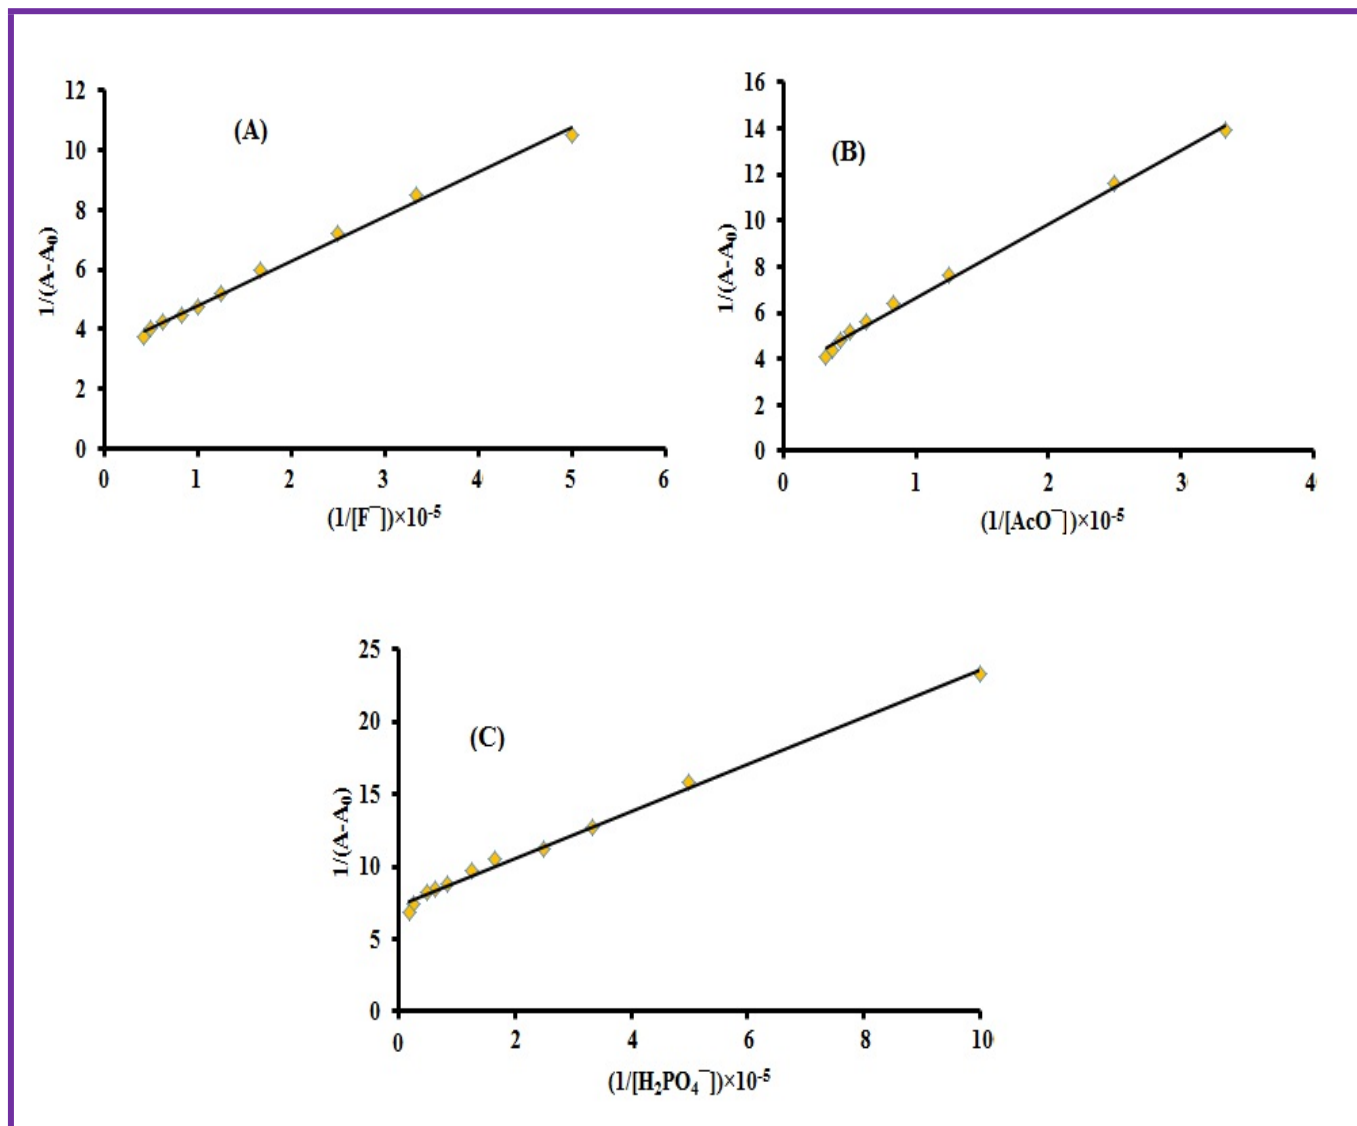 (A)
12
10
8
6
4
2
0
1/(A-A₀)
0 1 2 3 4 5 6
(1/[F⁻])×10⁻⁵
(B)
16
14
12
10
8
6
4
2
0
1/(A-A₀)
0 1 2 3 4
(1/[AcO⁻])×10⁻⁵
(C)
25
20
15
10
5
0
1/(A-A₀)
0 2 4 6 8 10
(1/[H₂PO₄⁻])×10⁻⁵